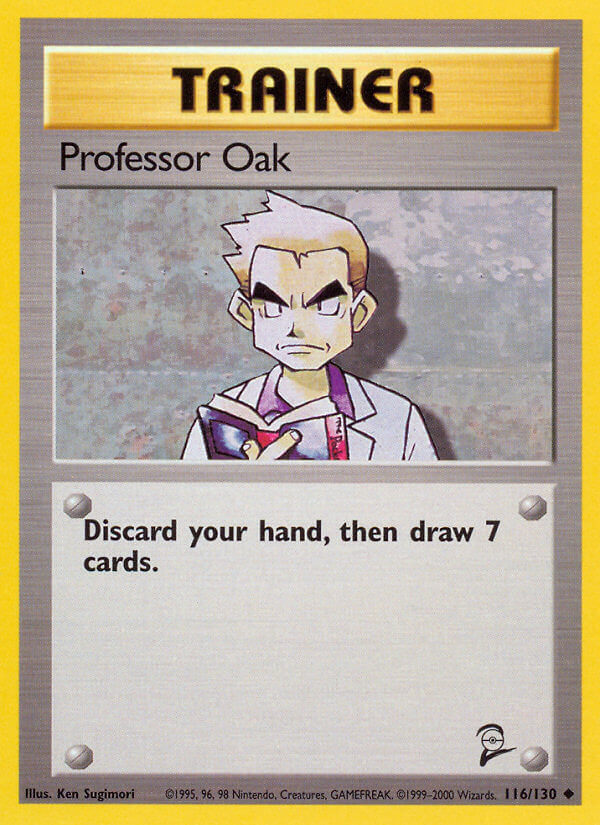 TRAINER
Professor Oak
Discard your hand, then draw 7
cards.
Illus. Ken Sugimori ©1995, 96, 98 Nintendo, Creatures, GAMEFREAK. ©1999–2000 Wizards. 116/130